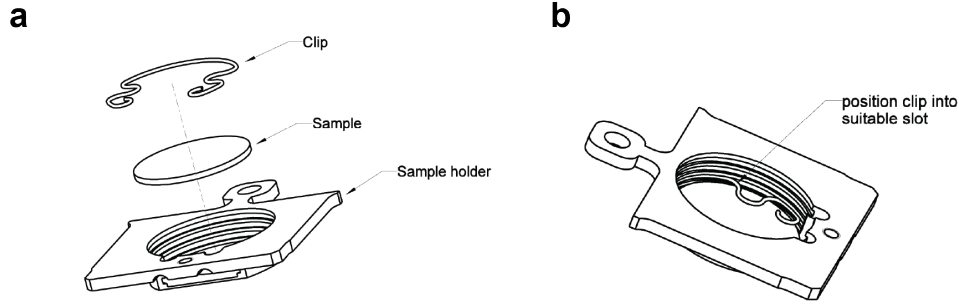 a
Clip
Sample
Sample holder
b
position clip into
suitable slot